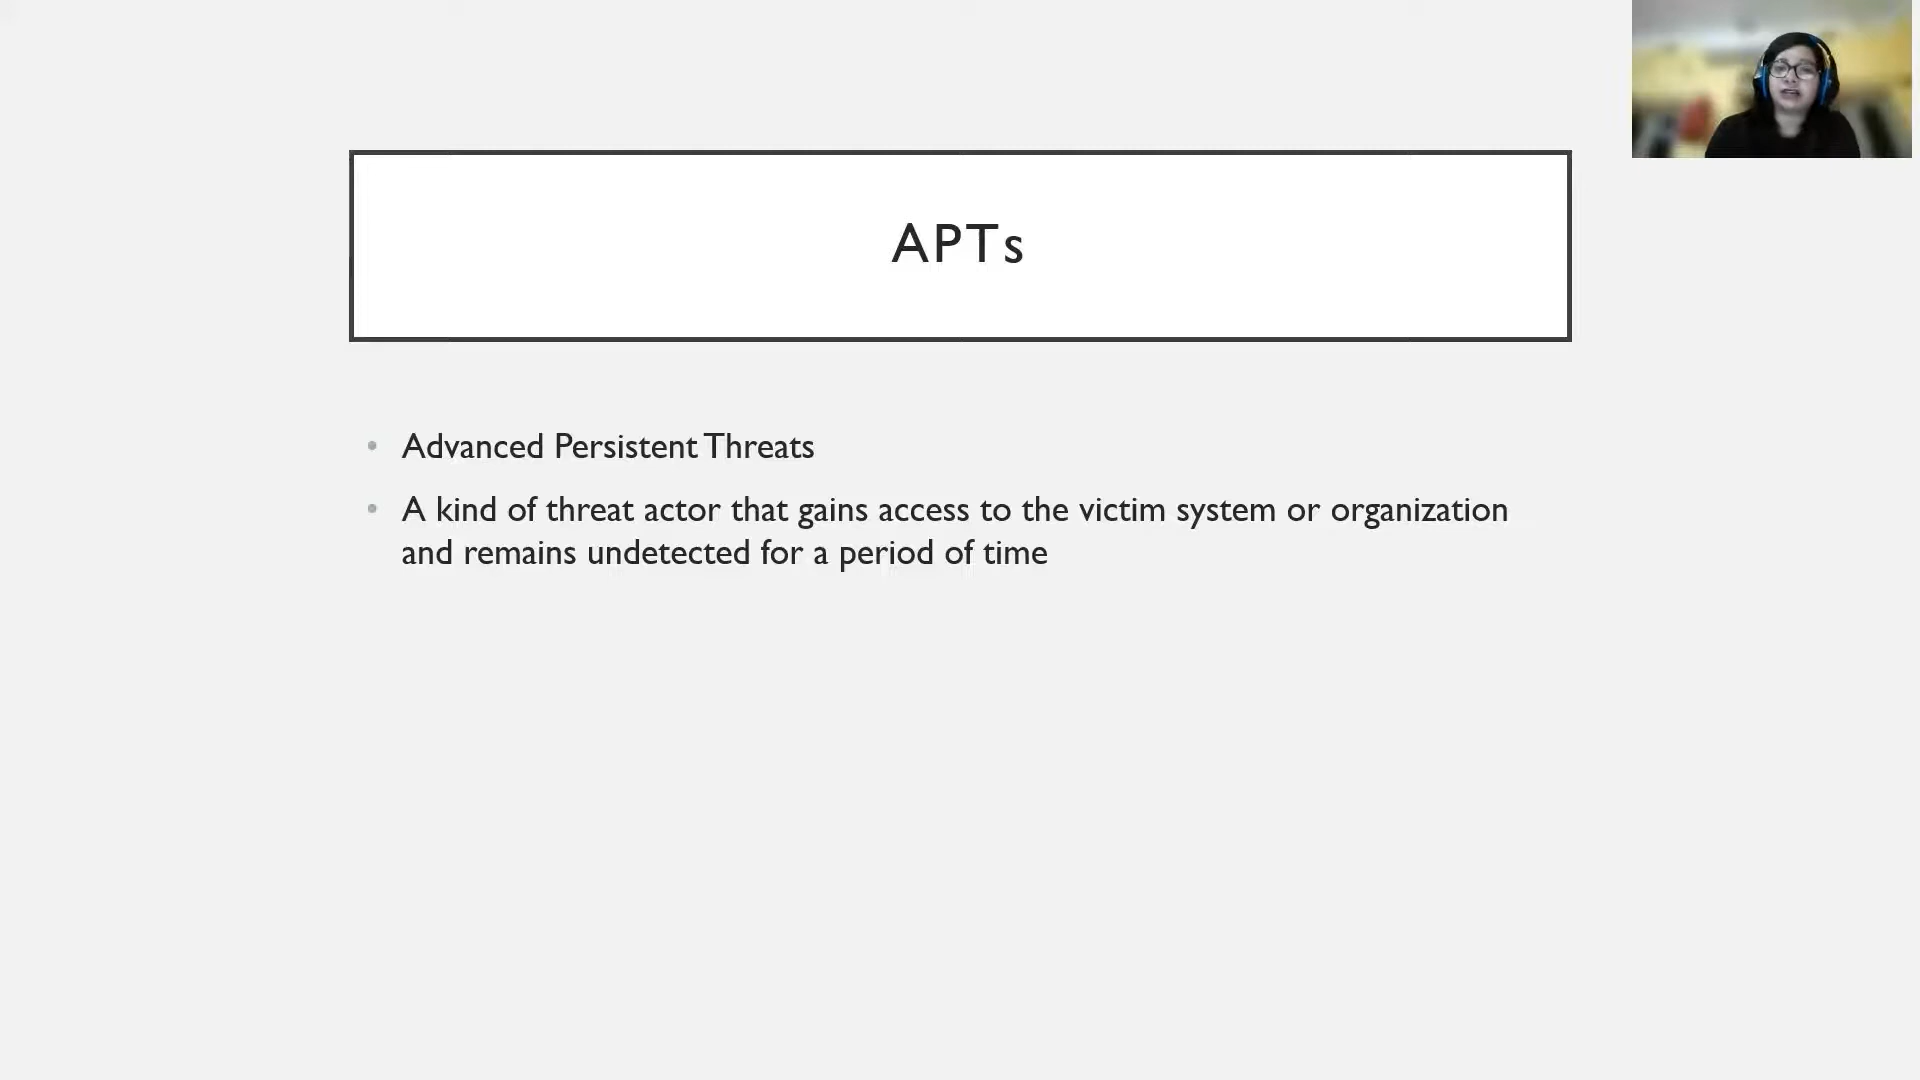 APTs
Advanced Persistent Threats
A kind of threat actor that gains access to the victim system or organization
and remains undetected for a period of time